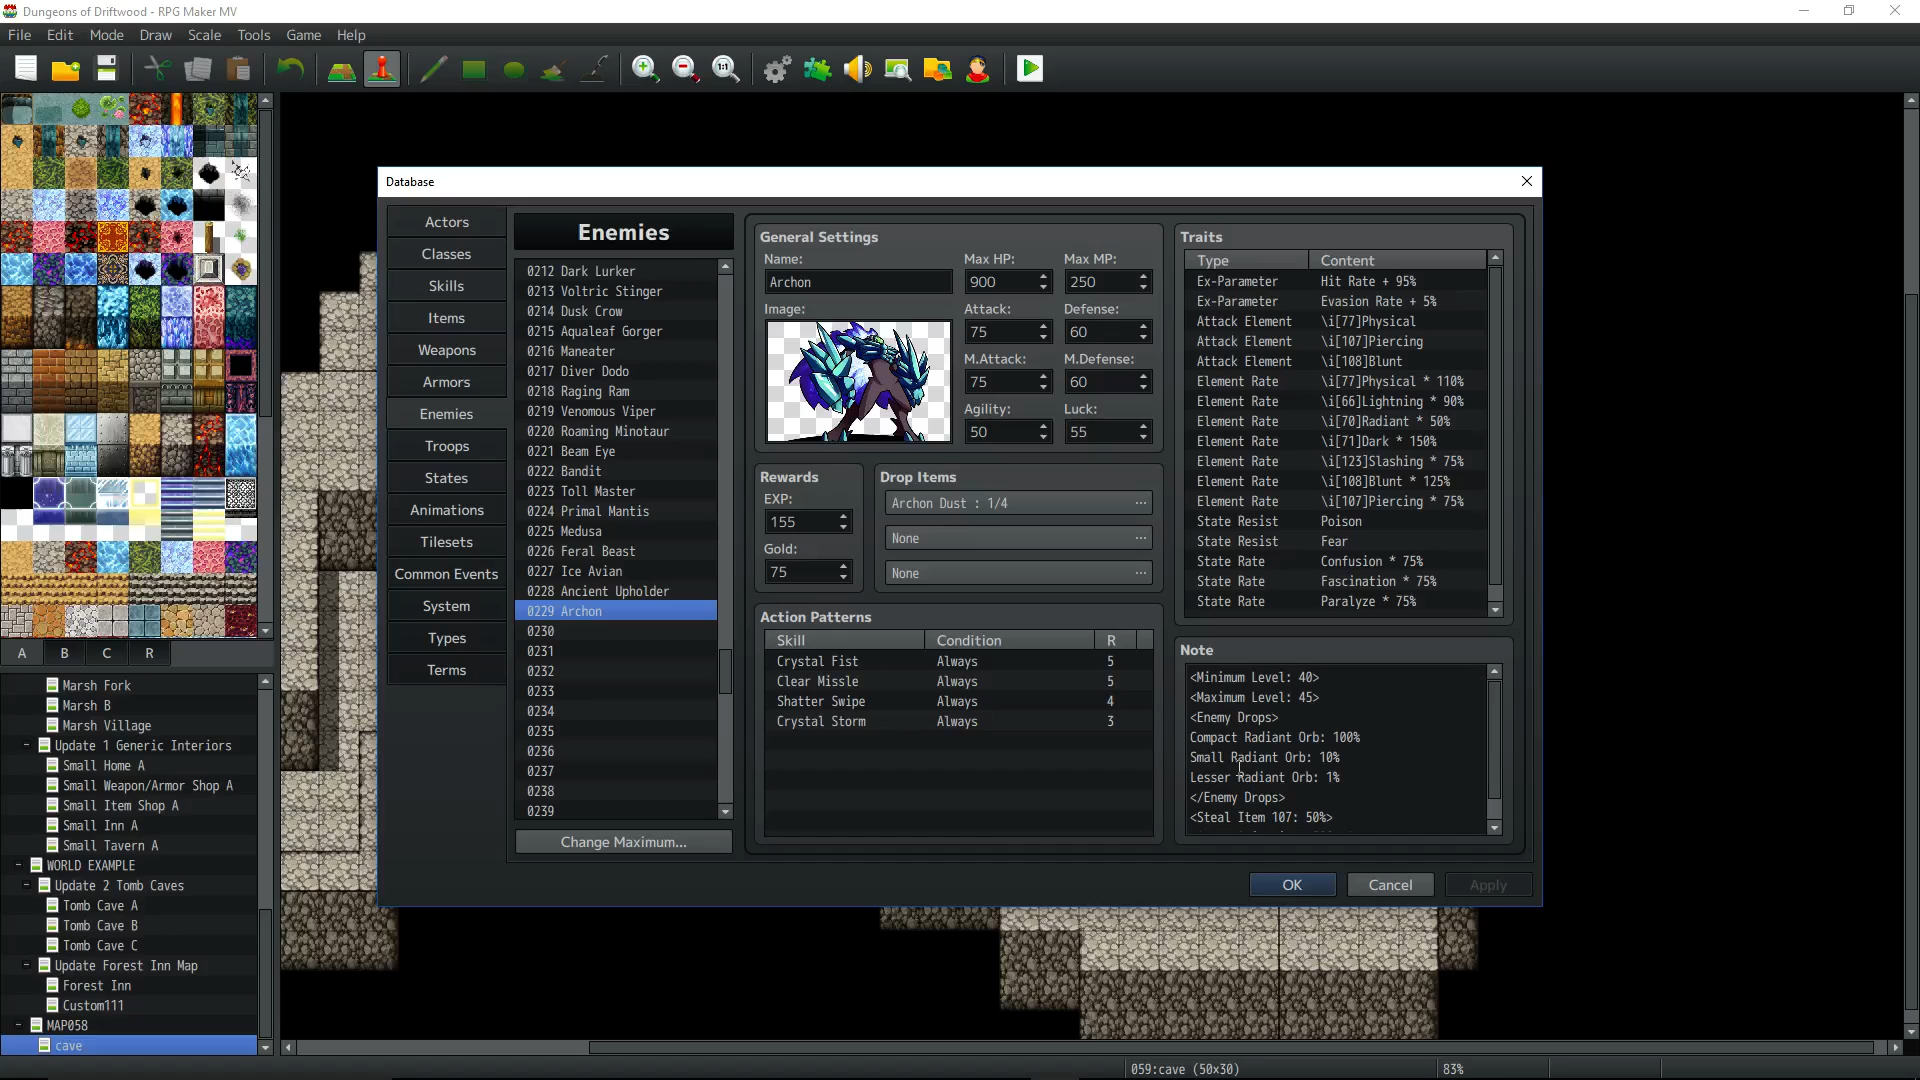 Dungeons of Driftwood - RPG Maker MV
File Edit Mode Draw Scale Tools Game Help
1:1
A B C R
Marsh Fork
Marsh B
Marsh Village
Update 1 Generic Interiors
Small Home A
Small Weapon/Armor Shop A
Small Item Shop A
Small Inn A
Small Tavern A
WORLD EXAMPLE
Update 2 Tomb Caves
Tomb Cave A
Tomb Cave B
Tomb Cave C
Update Forest Inn Map
Forest Inn
Custom111
MAP058
cave
Database
Actors
Classes
Skills
Items
Weapons
Armors
Enemies
Troops
States
Animations
Tilesets
Common Events
System
Types
Terms
Enemies
0212 Dark Lurker
0213 Voltric Stinger
0214 Dusk Crow
0215 Aqualeaf Gorger
0216 Maneater
0217 Diver Dodo
0218 Raging Ram
0219 Venomous Viper
0220 Roaming Minotaur
0221 Beam Eye
0222 Bandit
0223 Toll Master
0224 Primal Mantis
0225 Medusa
0226 Feral Beast
0227 Ice Avian
0228 Ancient Upholder
0229 Archon
0230
0231
0232
0233
0234
0235
0236
0237
0238
0239
Change Maximum...
General Settings
Name: Max HP: Max MP:
Archon 900 250
Image: Attack: Defense:
75 60
M.Attack: M.Defense:
75 60
Agility: Luck:
50 55
Rewards
EXP:
155
Gold:
75
Drop Items
Archon Dust : 1/4 ...
None ...
None ...
Action Patterns
Skill Condition R
Crystal Fist Always 5
Clear Missle Always 5
Shatter Swipe Always 4
Crystal Storm Always 3
Traits
Type Content
Ex-Parameter Hit Rate + 95%
Ex-Parameter Evasion Rate + 5%
Attack Element \i[77]Physical
Attack Element \i[107]Piercing
Attack Element \i[108]Blunt
Element Rate \i[77]Physical * 110%
Element Rate \i[66]Lightning * 90%
Element Rate \i[70]Radiant * 50%
Element Rate \i[71]Dark * 150%
Element Rate \i[123]Slashing * 75%
Element Rate \i[108]Blunt * 125%
Element Rate \i[107]Piercing * 75%
State Resist Poison
State Resist Fear
State Rate Confusion * 75%
State Rate Fascination * 75%
State Rate Paralyze * 75%
Note
<Minimum Level: 40>
<Maximum Level: 45>
<Enemy Drops>
Compact Radiant Orb: 100%
Small Radiant Orb: 10%
Lesser Radiant Orb: 1%
</Enemy Drops>
<Steal Item 107: 50%>
OK Cancel Apply
059:cave (50x30) 83%